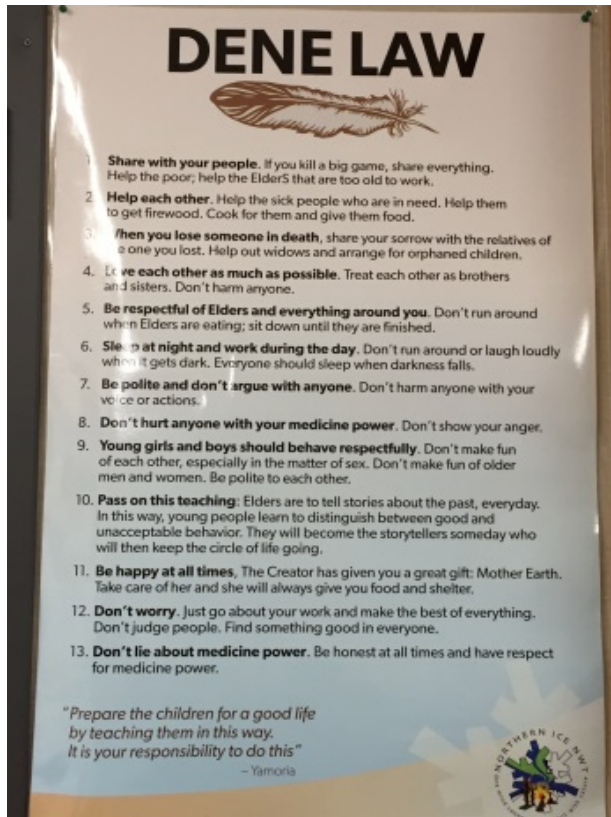 DENE LAW
1. Share with your people. If you kill a big game, share everything.
Help the poor; help the ElderS that are too old to work.
2. Help each other. Help the sick people who are in need. Help them
to get firewood. Cook for them and give them food.
3. When you lose someone in death, share your sorrow with the relatives of
the one you lost. Help out widows and arrange for orphaned children.
4. Love each other as much as possible. Treat each other as brothers
and sisters. Don't harm anyone.
5. Be respectful of Elders and everything around you. Don't run around
when Elders are eating; sit down until they are finished.
6. Sleep at night and work during the day. Don't run around or laugh loudly
when it gets dark. Everyone should sleep when darkness falls.
7. Be polite and don't argue with anyone. Don't harm anyone with your
voice or actions.
8. Don't hurt anyone with your medicine power. Don't show your anger.
9. Young girls and boys should behave respectfully. Don't make fun
of each other, especially in the matter of sex. Don't make fun of older
men and women. Be polite to each other.
10. Pass on this teaching: Elders are to tell stories about the past, everyday.
In this way, young people learn to distinguish between good and
unacceptable behavior. They will become the storytellers someday who
will then keep the circle of life going.
11. Be happy at all times, The Creator has given you a great gift: Mother Earth.
Take care of her and she will always give you food and shelter.
12. Don't worry. Just go about your work and make the best of everything.
Don't judge people. Find something good in everyone.
13. Don't lie about medicine power. Be honest at all times and have respect
for medicine power.
"Prepare the children for a good life
by teaching them in this way.
It is your responsibility to do this"
– Yamoria
NORTHERN ICE NWT